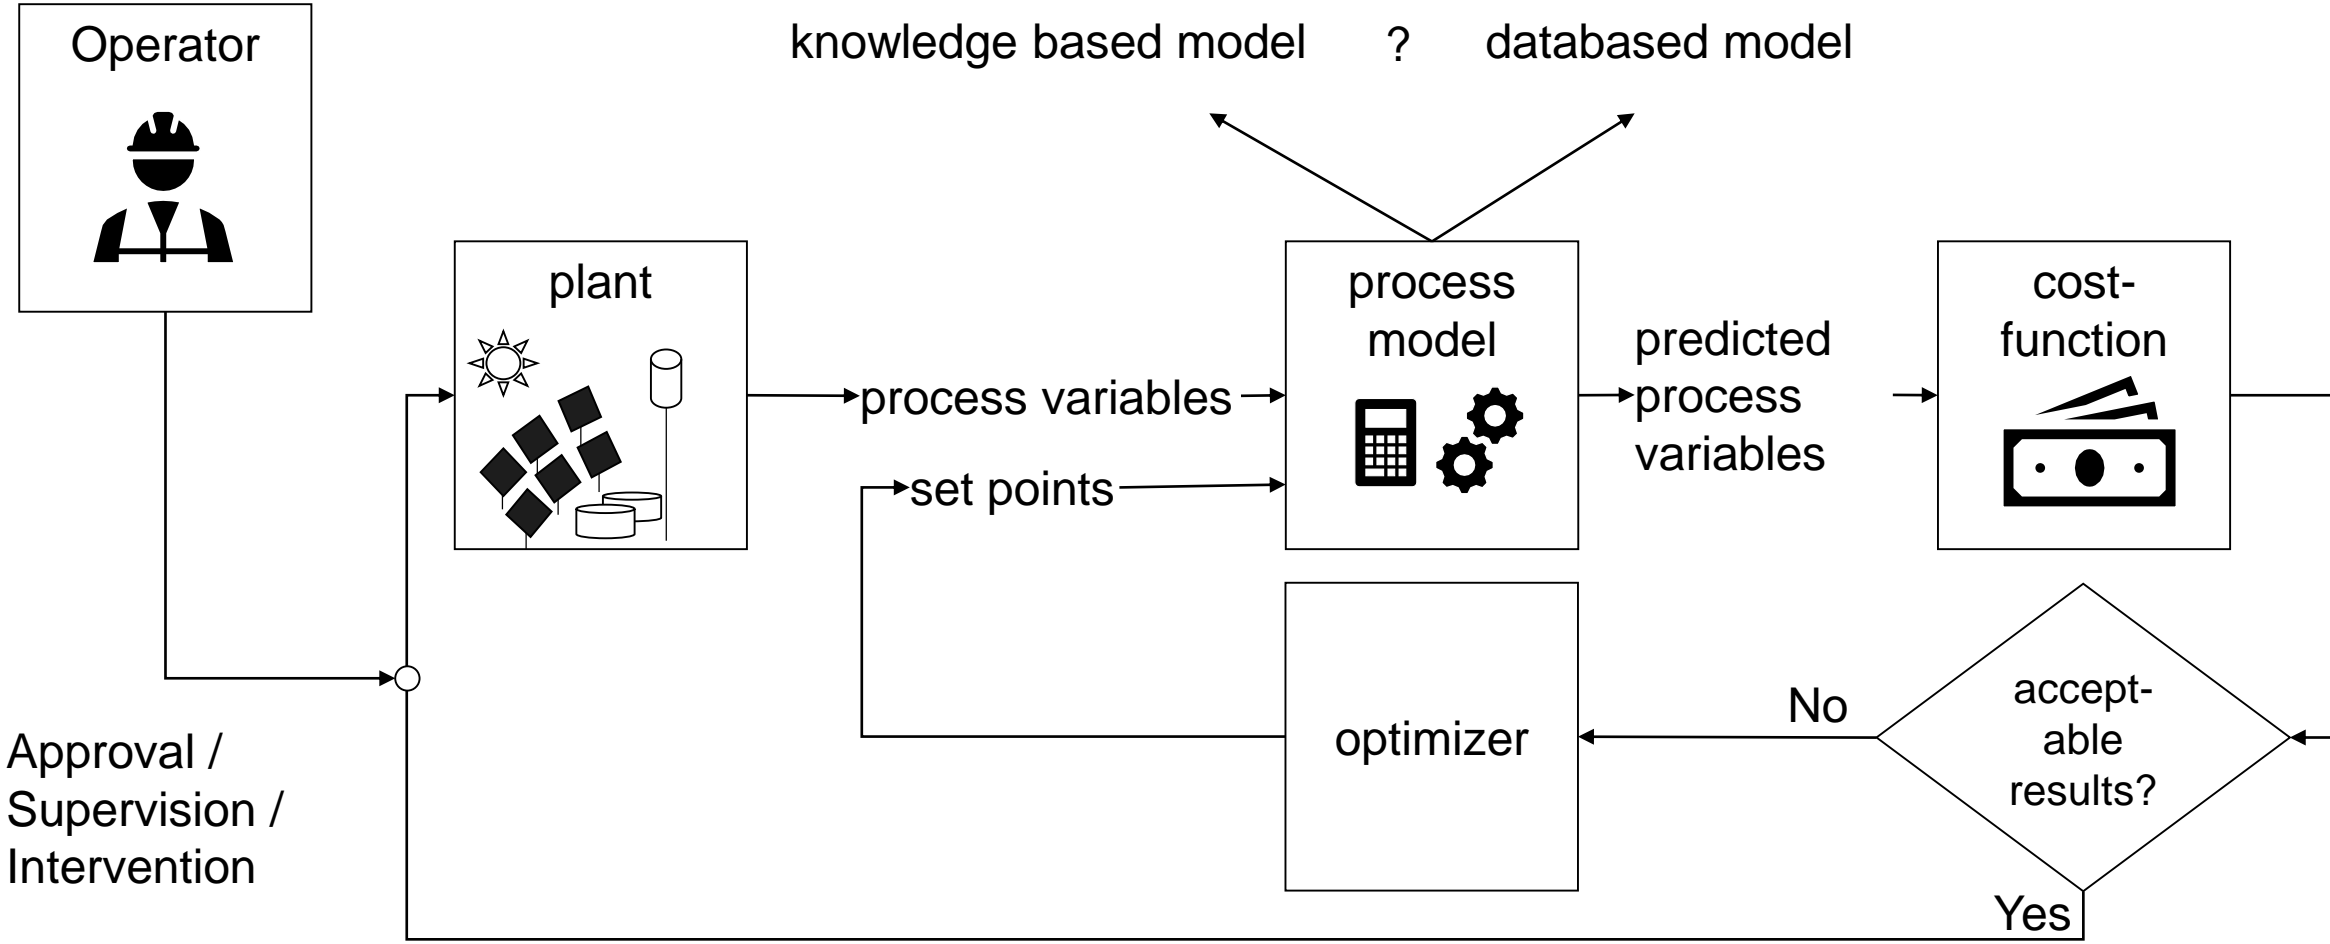 Operator
knowledge based model ? databased model
plant
process
model
cost-
function
process variables
set points
predicted
process
variables
optimizer
No
accept-
able
results?
Yes
Approval /
Supervision /
Intervention